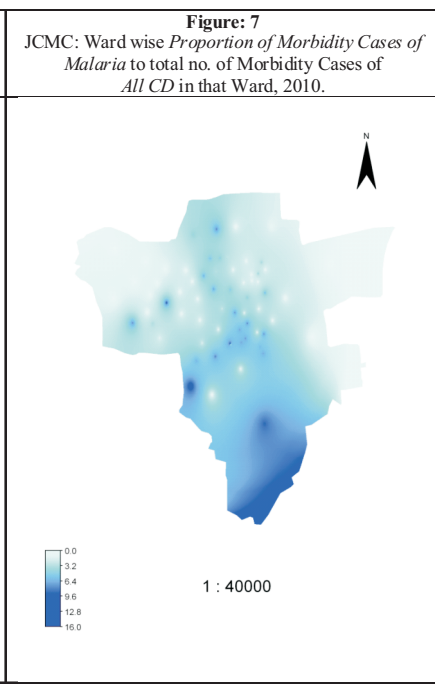 Figure: 7
JCMC: Ward wise Proportion of Morbidity Cases of
Malaria to total no. of Morbidity Cases of
All CD in that Ward, 2010.
N
0.0
3.2
6.4
9.6
12.8
16.0
1 : 40000